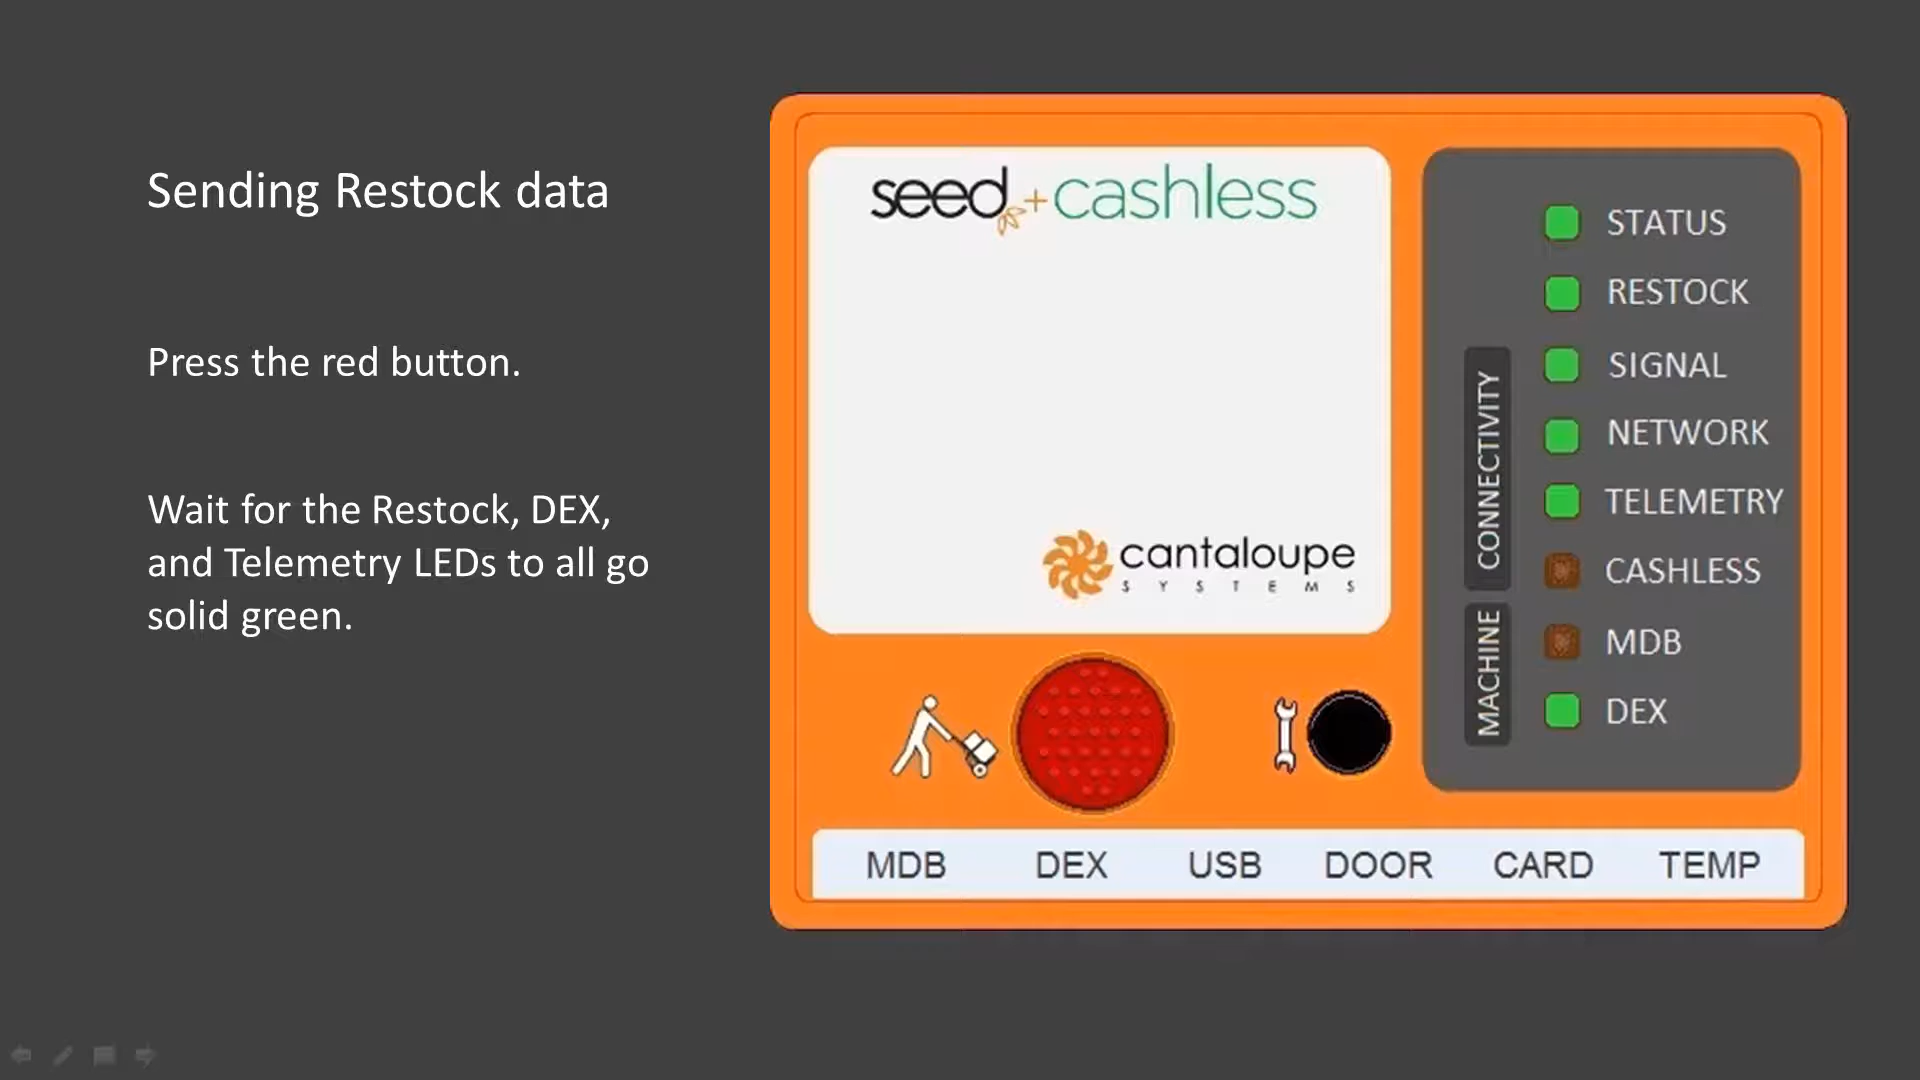 Sending Restock data
Press the red button.
Wait for the Restock, DEX,
and Telemetry LEDs to all go
solid green.
seed+cashless
cantaloupe
SYSTEMS
STATUS
RESTOCK
CONNECTIVITY
SIGNAL
NETWORK
TELEMETRY
CASHLESS
MACHINE
MDB
DEX
MDB DEX USB DOOR CARD TEMP